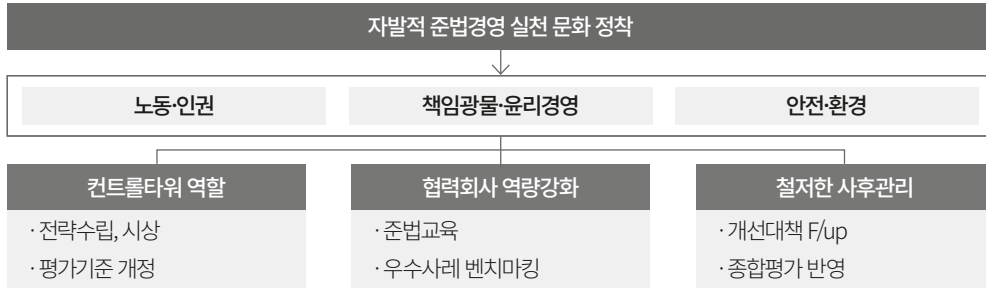 자발적 준법경영 실천 문화 정착
노동·인권
책임광물·윤리경영
안전·환경
컨트롤타워 역할
· 전략수립, 시상
· 평가기준 개정
협력회사 역량강화
· 준법교육
· 우수사례 벤치마킹
철저한 사후관리
· 개선대책 F/up
· 종합평가 반영